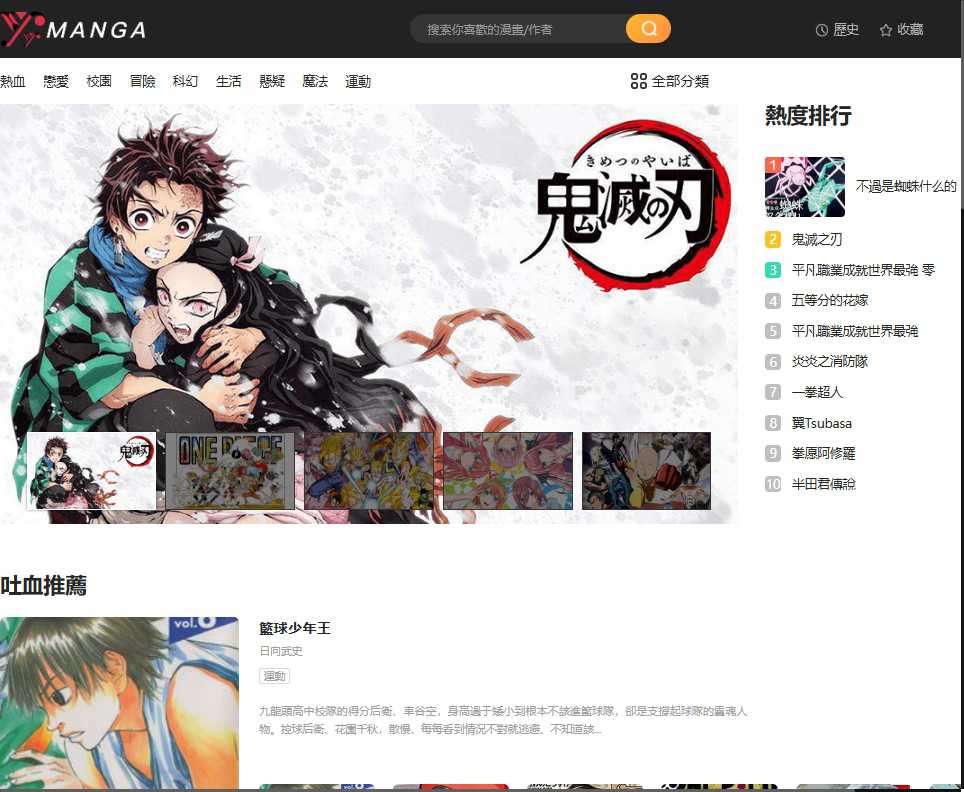 MANGA
搜索你喜歡的漫畫/作者
歷史
收藏
熱血 戀愛 校園 冒險 科幻 生活 懸疑 魔法 運動
全部分類
きめつのやいば
鬼滅の刃
ONE PIECE
熱度排行
1
不過是蜘蛛什么的
2 鬼滅之刃
3 平凡職業成就世界最強 零
4 五等分的花嫁
5 平凡職業成就世界最強
6 炎炎之消防隊
7 一拳超人
8 翼Tsubasa
9 拳愿阿修羅
10 半田君傳說
吐血推薦
vol.
籃球少年王
日向武史
運動
九龍頭高中校隊的得分后衛、車谷空，身高過于矮小到根本不該進籃球隊，卻是支撐起球隊的靈魂人
物。控球后衛、花園千秋，散慢、每每看到情況不對就逃避、不知道該...